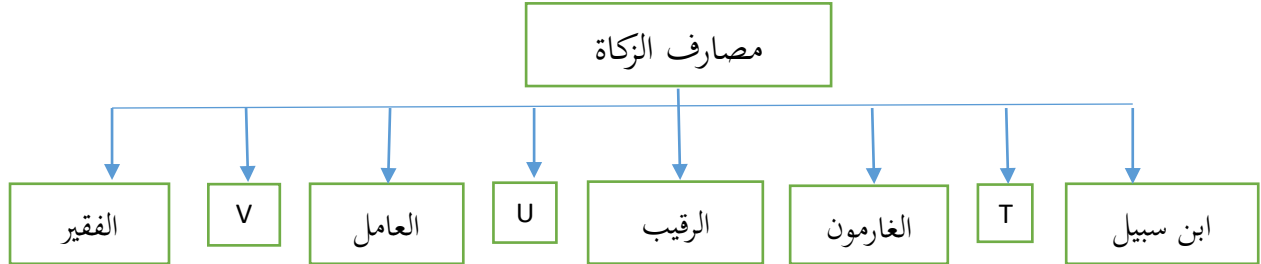 مصارف الزكاة
ابن سبيل
T
الغارمون
الرقيب
U
العامل
V
الفقير